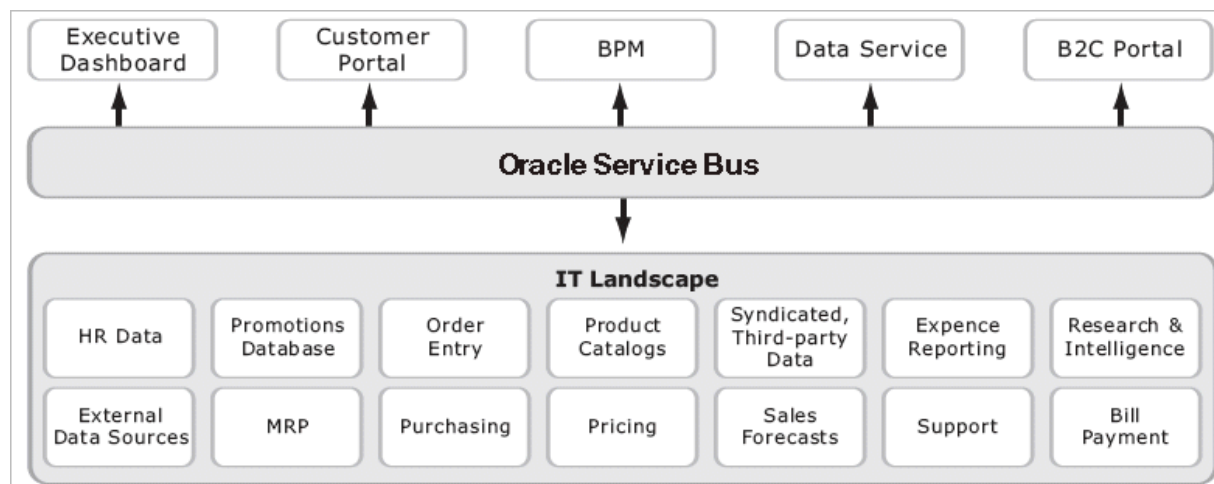 Executive
Dashboard
Customer
Portal
BPM
Data Service
B2C Portal
Oracle Service Bus
IT Landscape
HR Data
Promotions
Database
Order
Entry
Product
Catalogs
Syndicated,
Third-party
Data
Expence
Reporting
Research &
Intelligence
External
Data Sources
MRP
Purchasing
Pricing
Sales
Forecasts
Support
Bill
Payment